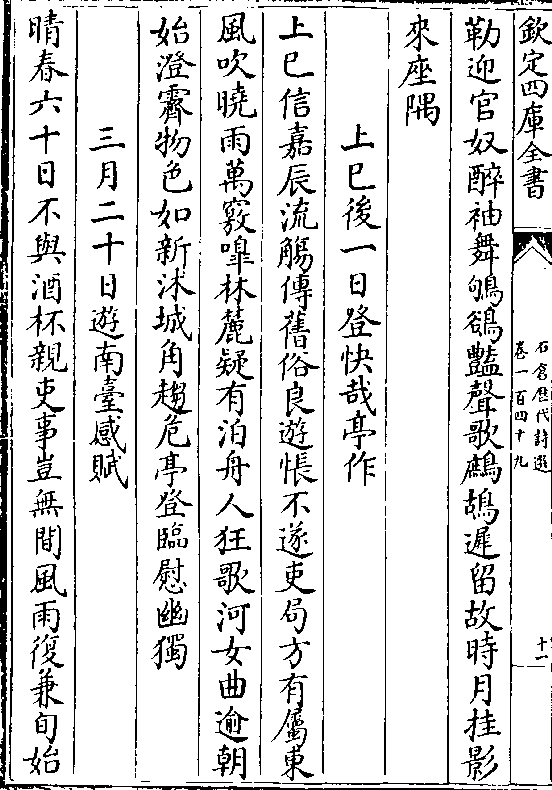 欽定四庫全書
石倉歷代詩選
卷一百四十九
十一
勒迎官奴醉袖舞鴝鵒豔聲歌鷓鴣遲留故時月挂影
來座隅
上巳後一日登快哉亭作
上巳信嘉辰流觴傳舊俗良遊悵不遂吏局方有屬東
風吹曉雨萬竅嘷林麓疑有泊舟人狂歌河女曲逾朝
始澄霽物色如新沐城角趨危亭登臨慰幽獨
三月二十日遊南臺感賦
晴春六十日不與酒杯親吏事豈無間風雨復兼旬始